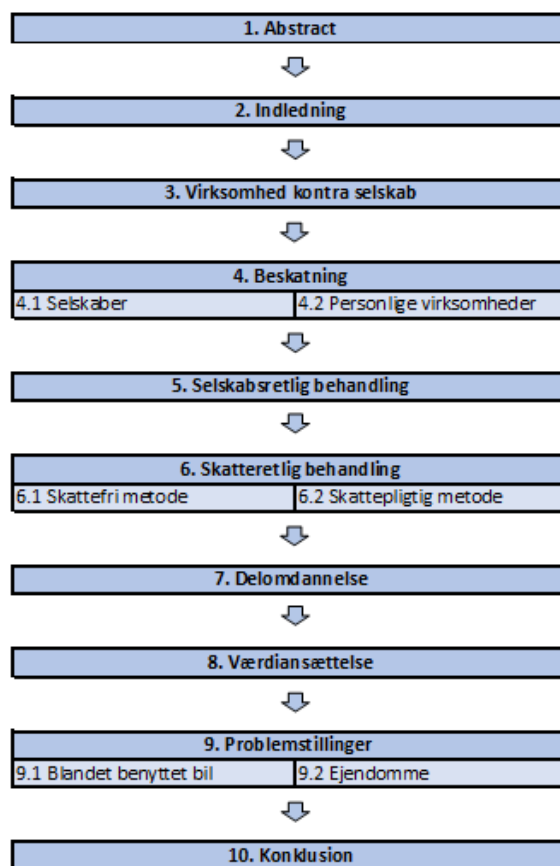 1. Abstract
2. Indledning
3. Virksomhed kontra selskab
4. Beskatning
4.1 Selskaber
4.2 Personlige virksomheder
5. Selskabsretlig behandling
6. Skatteretlig behandling
6.1 Skattefri metode
6.2 Skattepligtig metode
7. Delomdannelse
8. Værdiansættelse
9. Problemstillinger
9.1 Blandet benyttet bil
9.2 Ejendomme
10. Konklusion